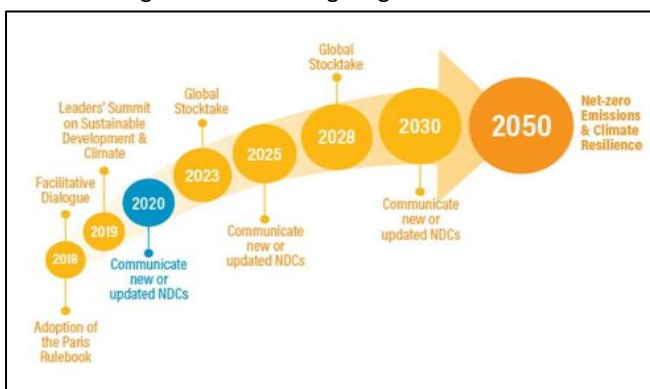 Facilitative
Dialogue
2018
Adoption of
the Paris
Rulebook
Leaders' Summit
on Sustainable
Development &
Climate
2019
2020
Communicate
new or
updated NDCs
Global
Stocktake
2023
2025
Communicate
new or
updated NDCs
Global
Stocktake
2028
2030
Communicate
new or
updated NDCs
2050
Net-zero
Emissions
& Climate
Resilience